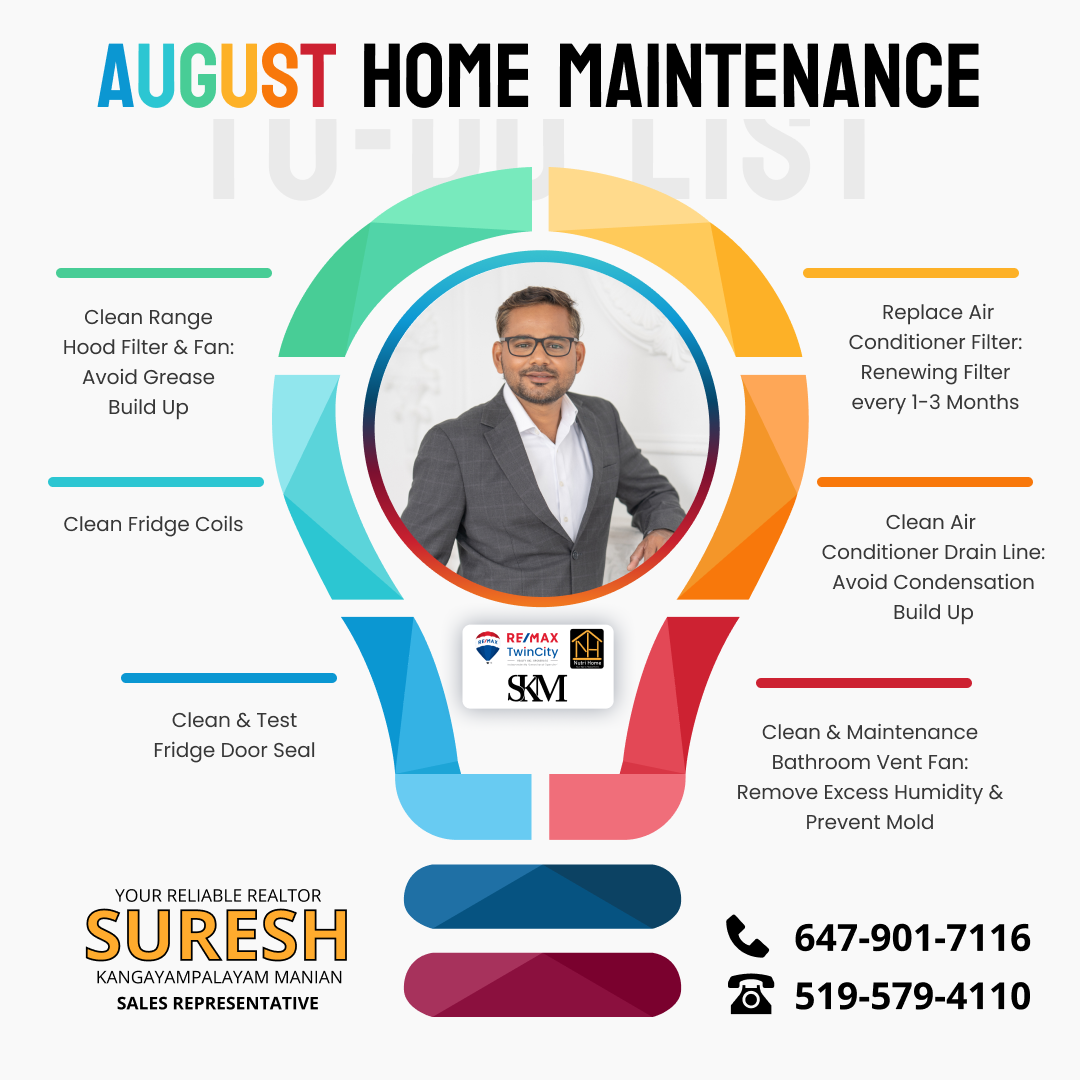 AUGUST HOME MAINTENANCE
TO-DO LIST
Clean Range
Hood Filter & Fan:
Avoid Grease
Build Up
Clean Fridge Coils
Clean & Test
Fridge Door Seal
Replace Air
Conditioner Filter:
Renewing Filter
every 1-3 Months
Clean Air
Conditioner Drain Line:
Avoid Condensation
Build Up
Clean & Maintenance
Bathroom Vent Fan:
Remove Excess Humidity &
Prevent Mold
RE/MAX
RE/MAX
TwinCity
NH
Nutri Home
SKM
YOUR RELIABLE REALTOR
SURESH
KANGAYAMPALAYAM MANIAN
SALES REPRESENTATIVE
647-901-7116
519-579-4110